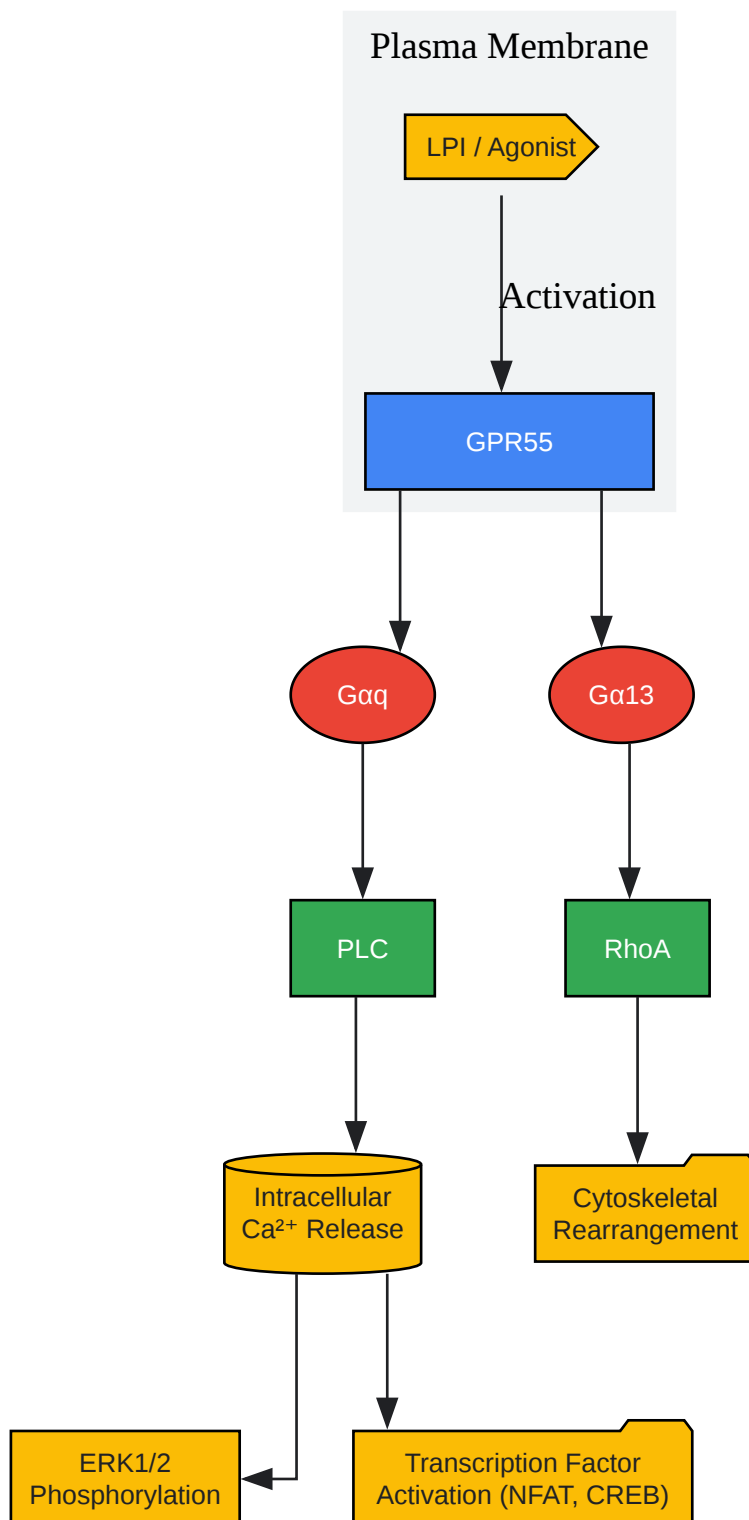 Plasma Membrane
LPI / Agonist
Activation
GPR55
Gαq
Gα13
PLC
RhoA
Intracellular
Ca²⁺ Release
Cytoskeletal
Rearrangement
ERK1/2
Phosphorylation
Transcription Factor
Activation (NFAT, CREB)